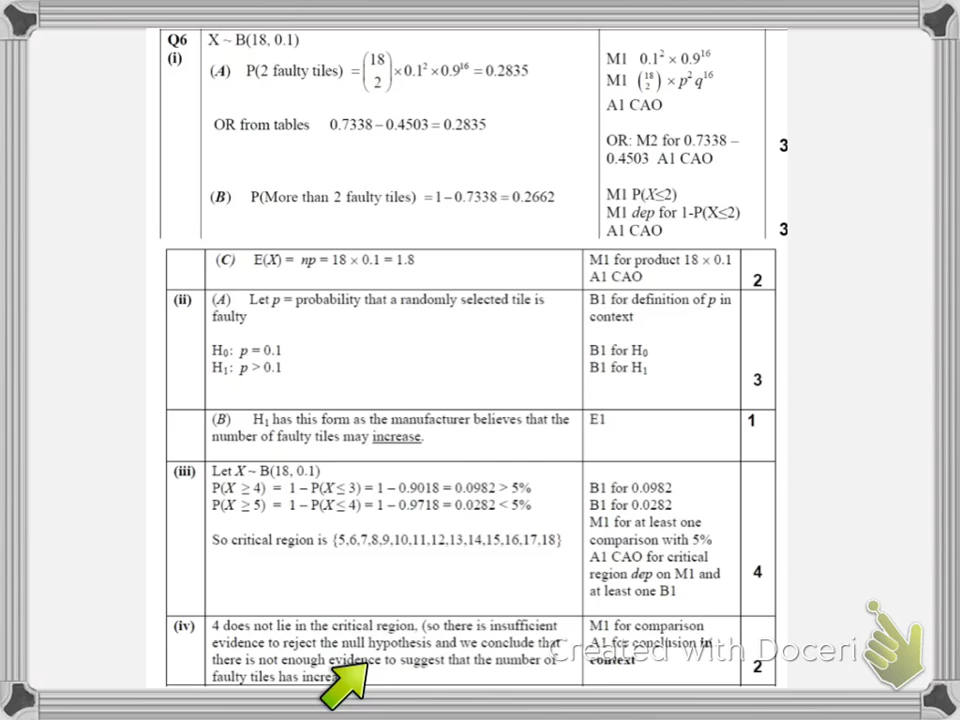 Q6 X ~ B(18, 0.1)
(i) (A) P(2 faulty tiles) = (18 2) × 0.1² × 0.9¹⁶ = 0.2835
M1 0.1² × 0.9¹⁶
M1 (18 2) × p² q¹⁶
A1 CAO
OR from tables 0.7338 – 0.4503 = 0.2835
OR: M2 for 0.7338 –
0.4503 A1 CAO
3
(B) P(More than 2 faulty tiles) = 1 – 0.7338 = 0.2662
M1 P(X≤2)
M1 dep for 1-P(X≤2)
A1 CAO
3
(C) E(X) = np = 18 × 0.1 = 1.8
M1 for product 18 × 0.1
A1 CAO
2
(ii) (A) Let p = probability that a randomly selected tile is
faulty
B1 for definition of p in
context
H₀: p = 0.1
H₁: p > 0.1
B1 for H₀
B1 for H₁
3
(B) H₁ has this form as the manufacturer believes that the
number of faulty tiles may increase.
E1
1
(iii) Let X ~ B(18, 0.1)
P(X ≥ 4) = 1 – P(X ≤ 3) = 1 – 0.9018 = 0.0982 > 5%
P(X ≥ 5) = 1 – P(X ≤ 4) = 1 – 0.9718 = 0.0282 < 5%
So critical region is {5,6,7,8,9,10,11,12,13,14,15,16,17,18}
B1 for 0.0982
B1 for 0.0282
M1 for at least one
comparison with 5%
A1 CAO for critical
region dep on M1 and
at least one B1
4
(iv) 4 does not lie in the critical region, (so there is insufficient
evidence to reject the null hypothesis and we conclude that
there is not enough evidence to suggest that the number of
faulty tiles has
M1 for comparison
A1 for conclusion in
context
2
Created with Doceri